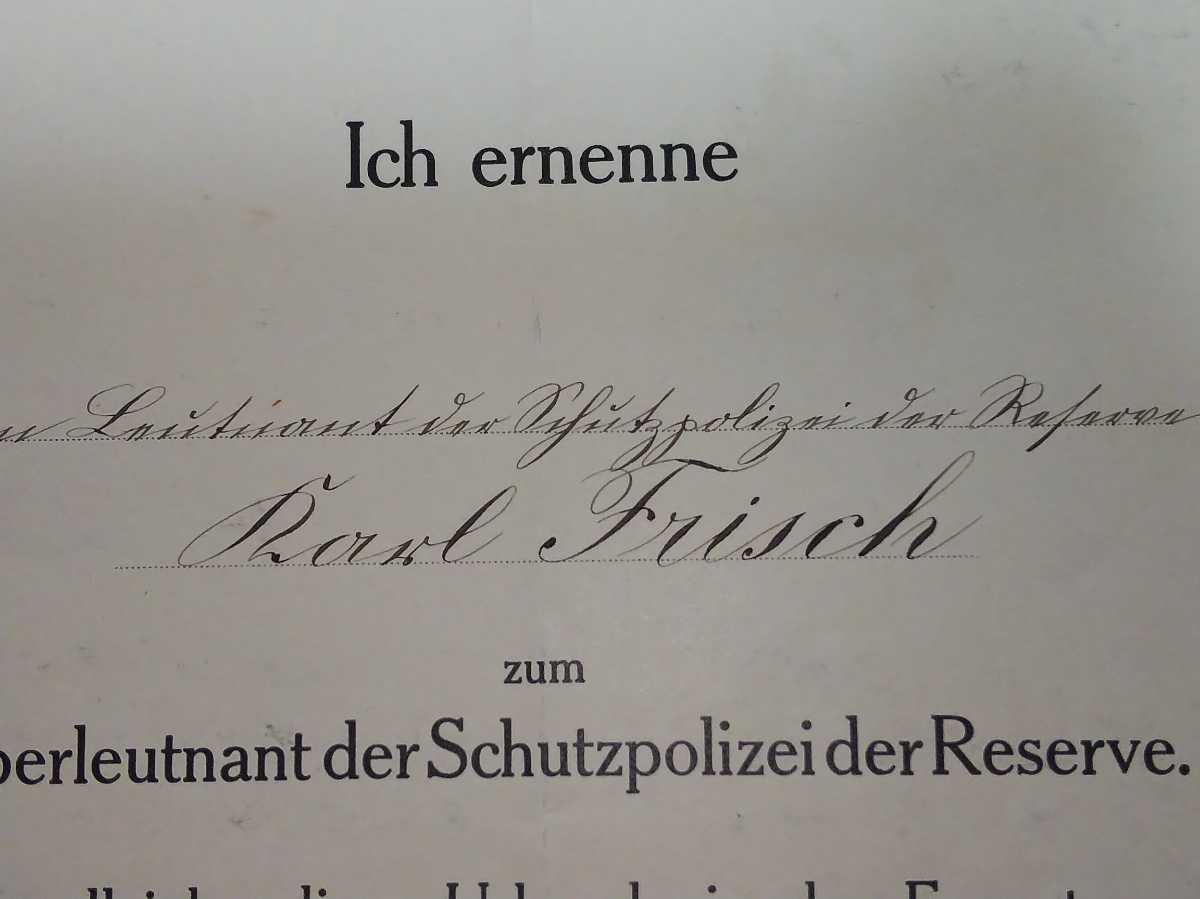 Ich ernenne
n Leutnant der Schutzpolizei der Reserve
Karl Frisch
zum
berleutnant der Schutzpolizei der Reserve.